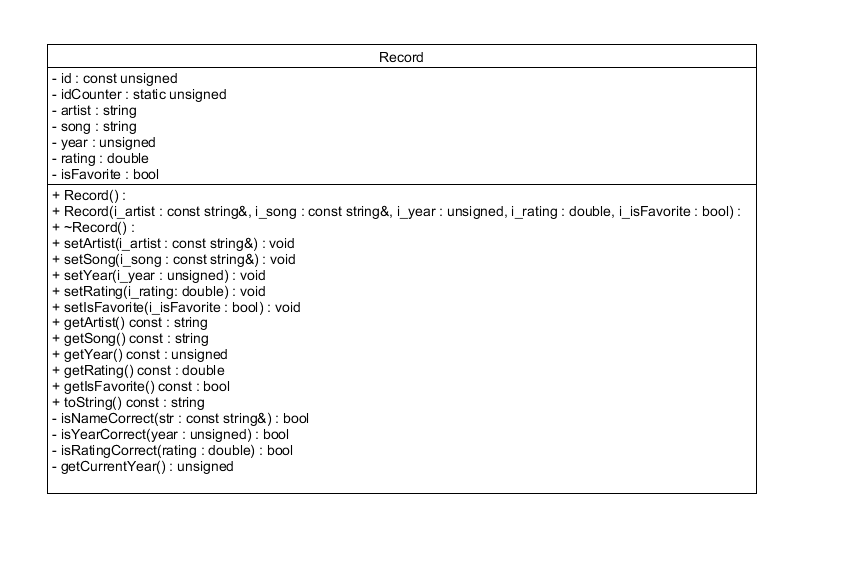 Record
- id : const unsigned
- idCounter : static unsigned
- artist : string
- song : string
- year : unsigned
- rating : double
- isFavorite : bool
+ Record() :
+ Record(i_artist : const string&, i_song : const string&, i_year : unsigned, i_rating : double, i_isFavorite : bool) :
+ ~Record() :
+ setArtist(i_artist : const string&) : void
+ setSong(i_song : const string&) : void
+ setYear(i_year : unsigned) : void
+ setRating(i_rating: double) : void
+ setIsFavorite(i_isFavorite : bool) : void
+ getArtist() const : string
+ getSong() const : string
+ getYear() const : unsigned
+ getRating() const : double
+ getIsFavorite() const : bool
+ toString() const : string
- isNameCorrect(str : const string&) : bool
- isYearCorrect(year : unsigned) : bool
- isRatingCorrect(rating : double) : bool
- getCurrentYear() : unsigned